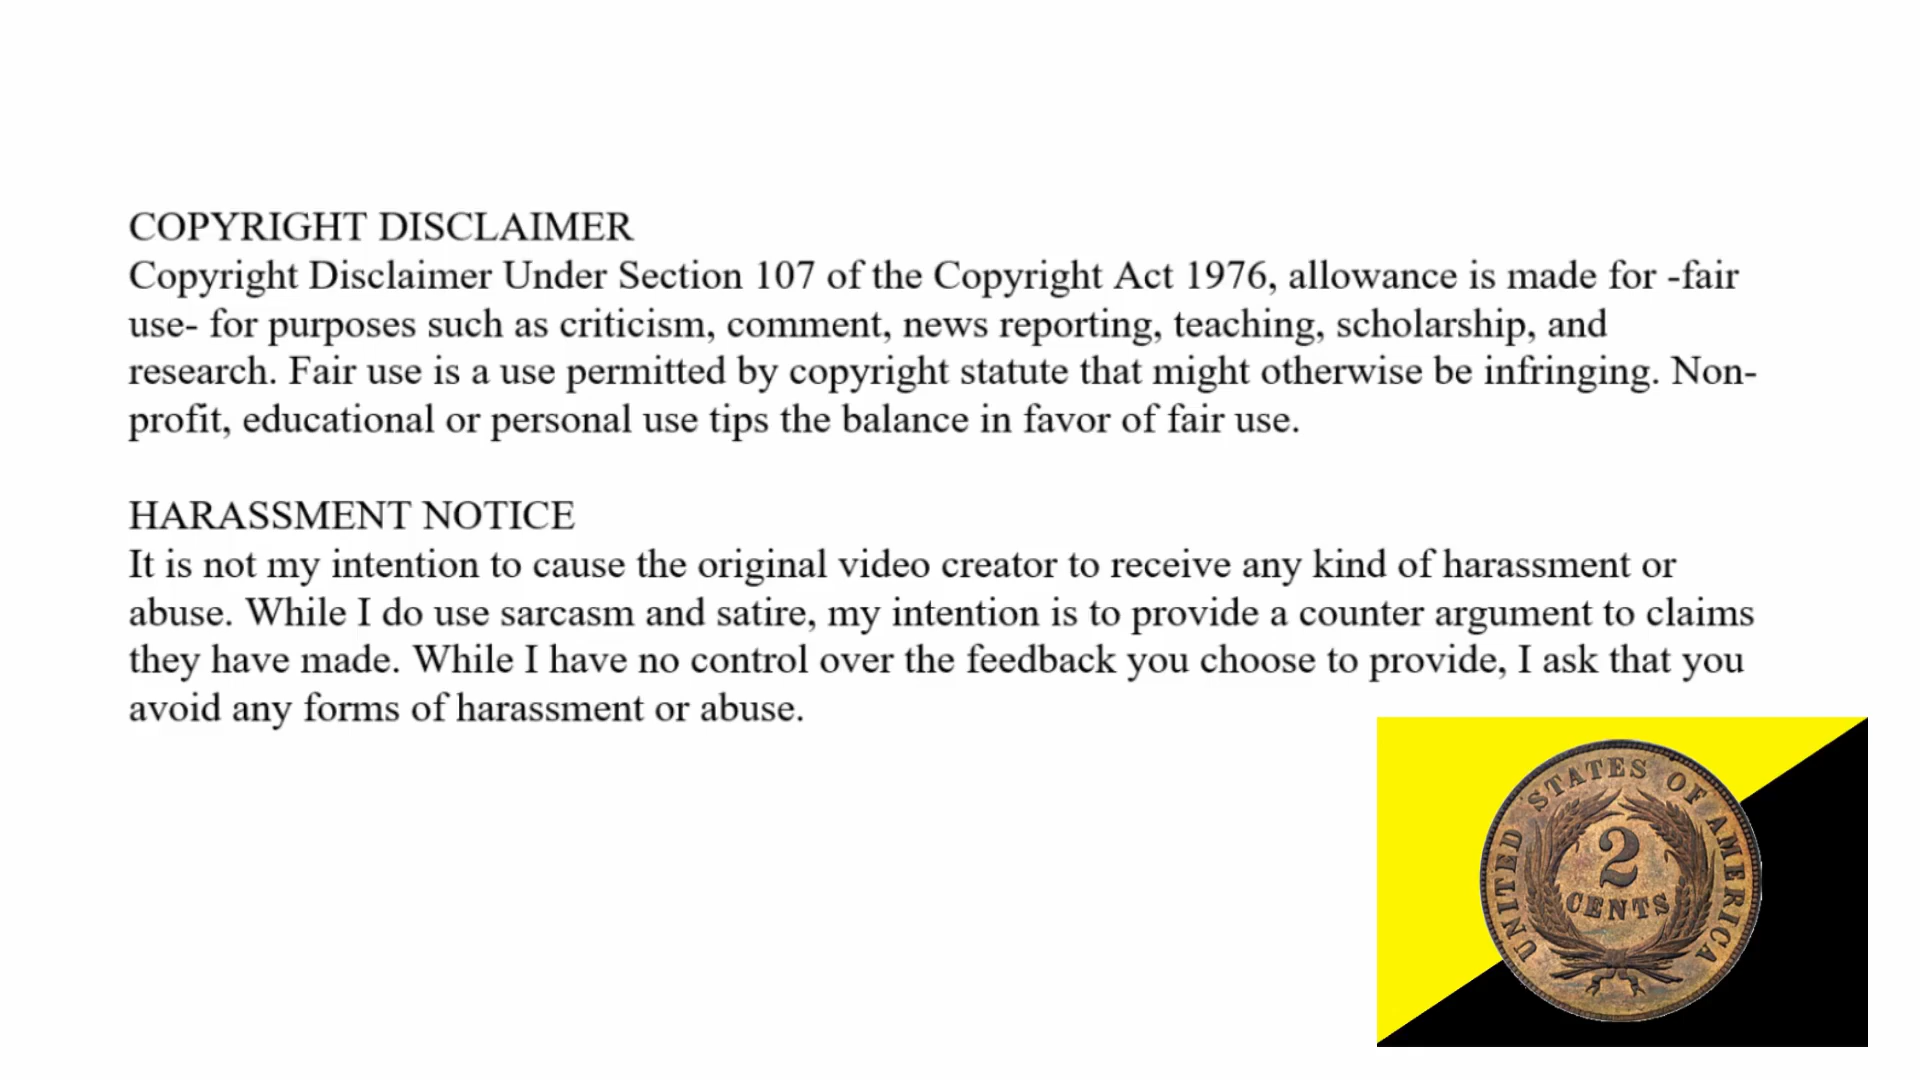 COPYRIGHT DISCLAIMER
Copyright Disclaimer Under Section 107 of the Copyright Act 1976, allowance is made for -fair
use- for purposes such as criticism, comment, news reporting, teaching, scholarship, and
research. Fair use is a use permitted by copyright statute that might otherwise be infringing. Non-
profit, educational or personal use tips the balance in favor of fair use.
HARASSMENT NOTICE
It is not my intention to cause the original video creator to receive any kind of harassment or
abuse. While I do use sarcasm and satire, my intention is to provide a counter argument to claims
they have made. While I have no control over the feedback you choose to provide, I ask that you
avoid any forms of harassment or abuse.
UNITED STATES OF AMERICA
2
CENTS